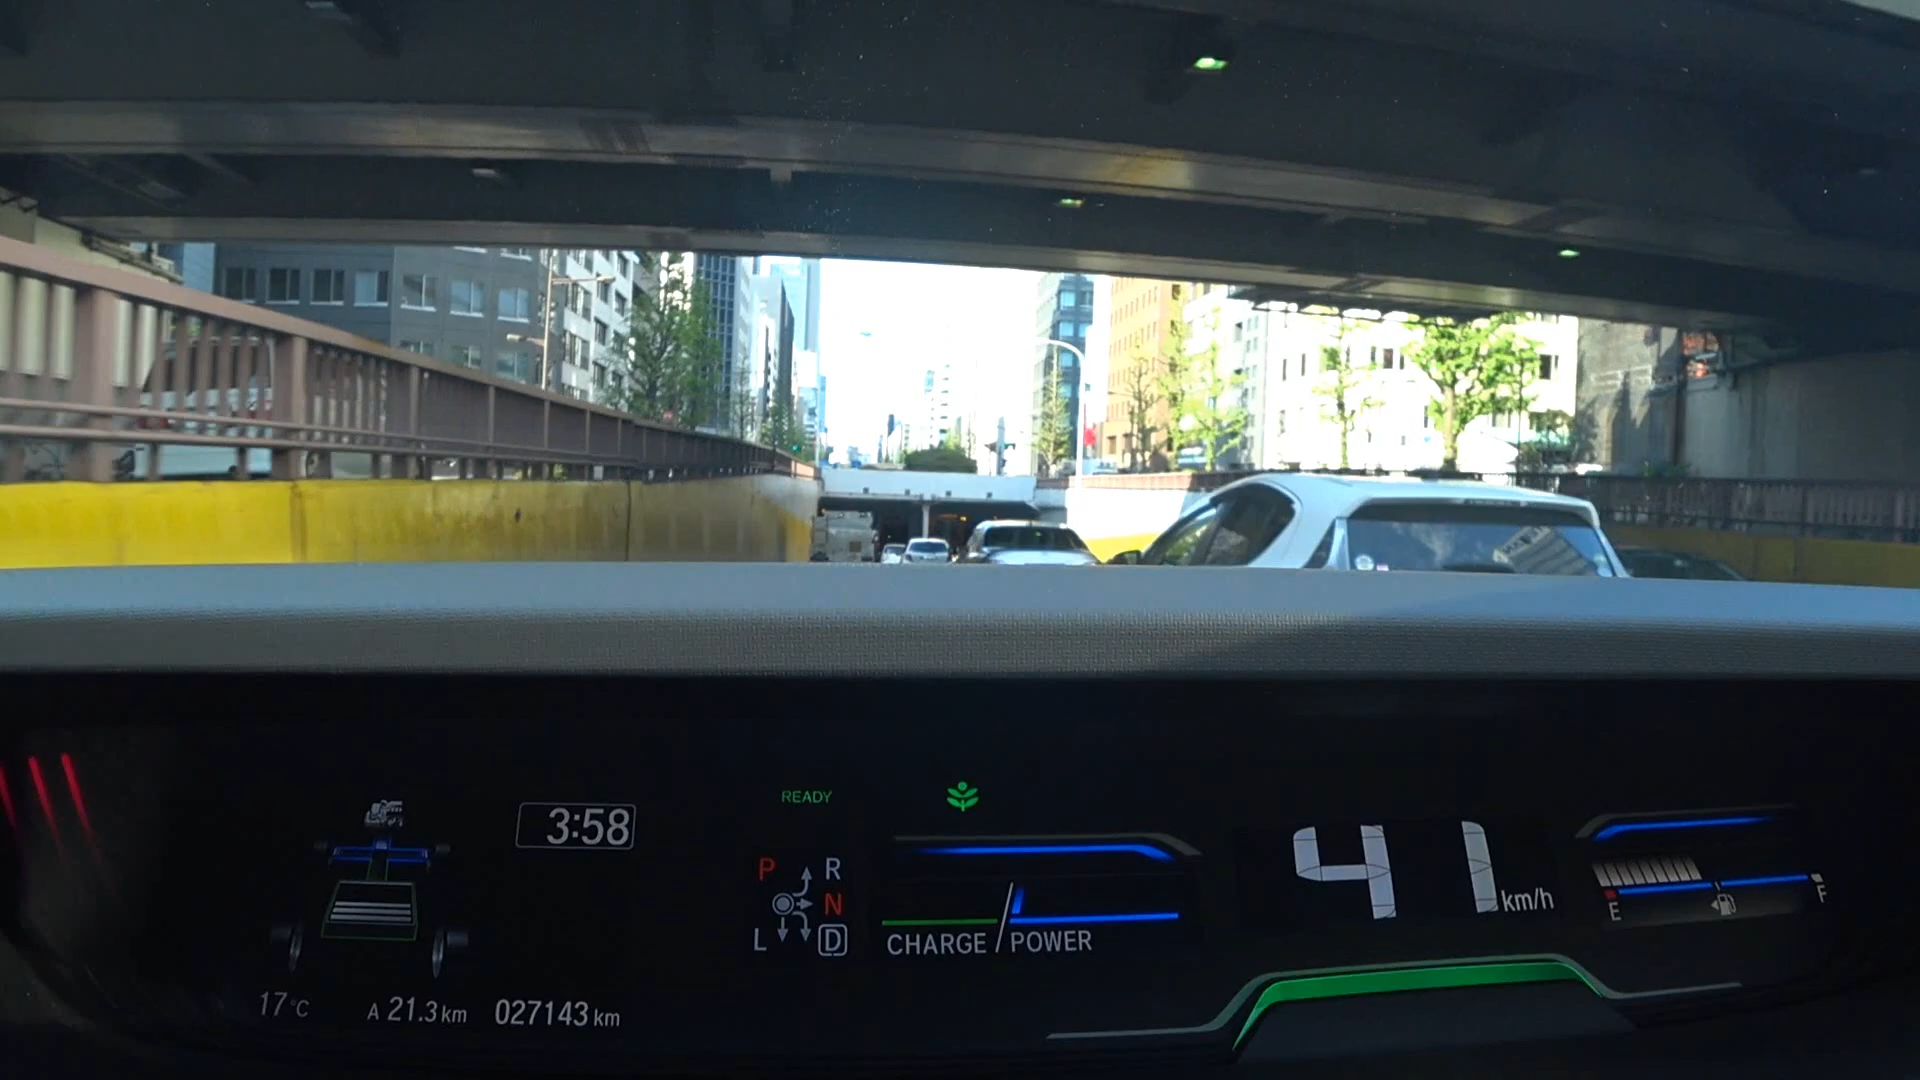 READY
3:58
P R
N
L D
CHARGE POWER
41 km/h
E F
17°C
A 21.3 km
027143 km